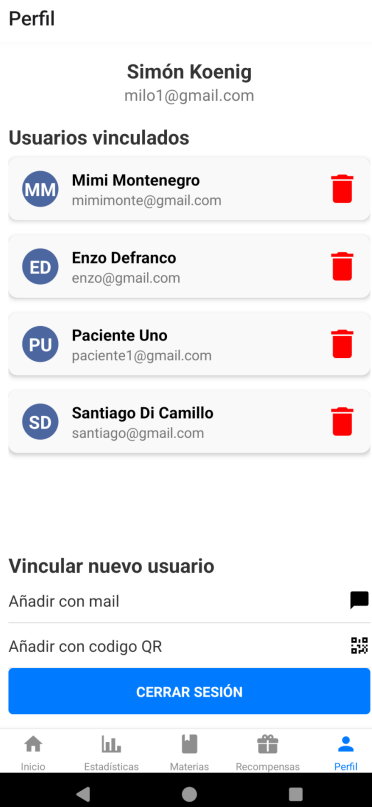 Perfil
Simón Koenig
milo1@gmail.com
Usuarios vinculados
MM
Mimi Montenegro
mimimonte@gmail.com
ED
Enzo Defranco
enzo@gmail.com
PU
Paciente Uno
paciente1@gmail.com
SD
Santiago Di Camillo
santiago@gmail.com
Vincular nuevo usuario
Añadir con mail
Añadir con codigo QR
CERRAR SESIÓN
Inicio
Estadísticas
Materias
Recompensas
Perfil